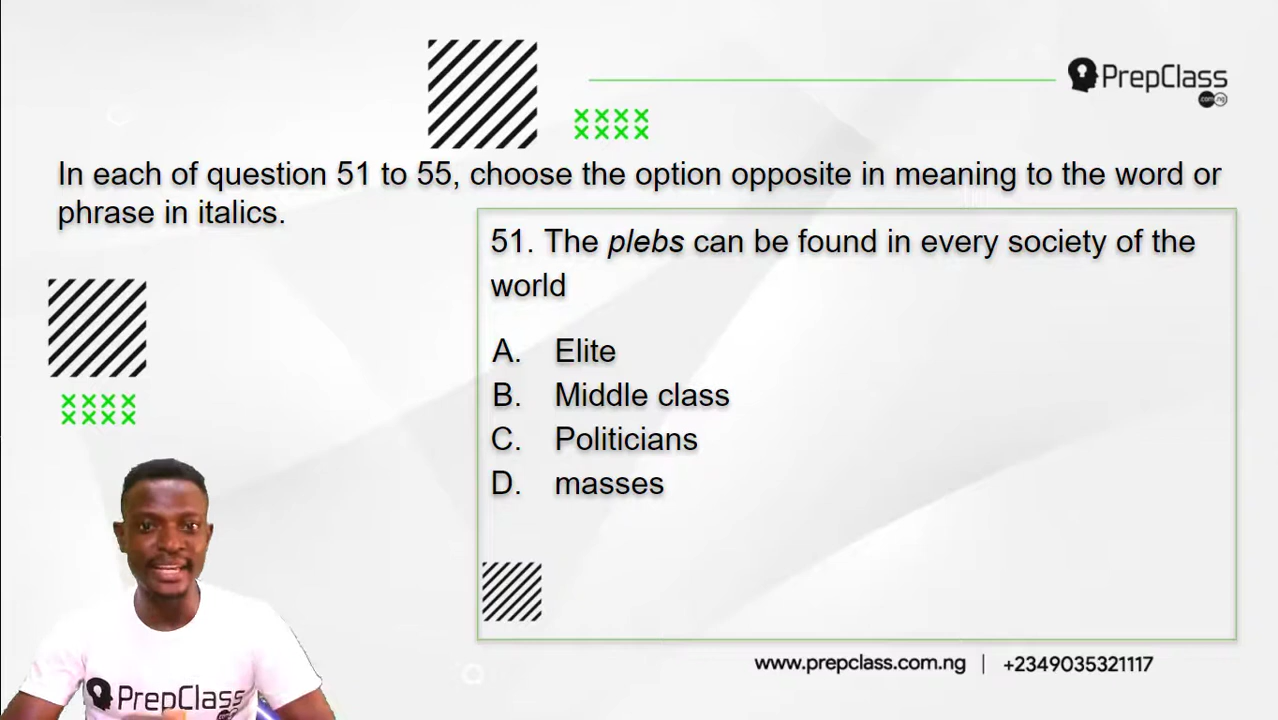 PrepClass
.com.ng
In each of question 51 to 55, choose the option opposite in meaning to the word or
phrase in italics.
51. The plebs can be found in every society of the
world
A. Elite
B. Middle class
C. Politicians
D. masses
PrepClass
www.prepclass.com.ng | +2349035321117